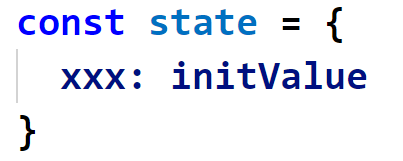 const state = {
  xxx: initValue
}